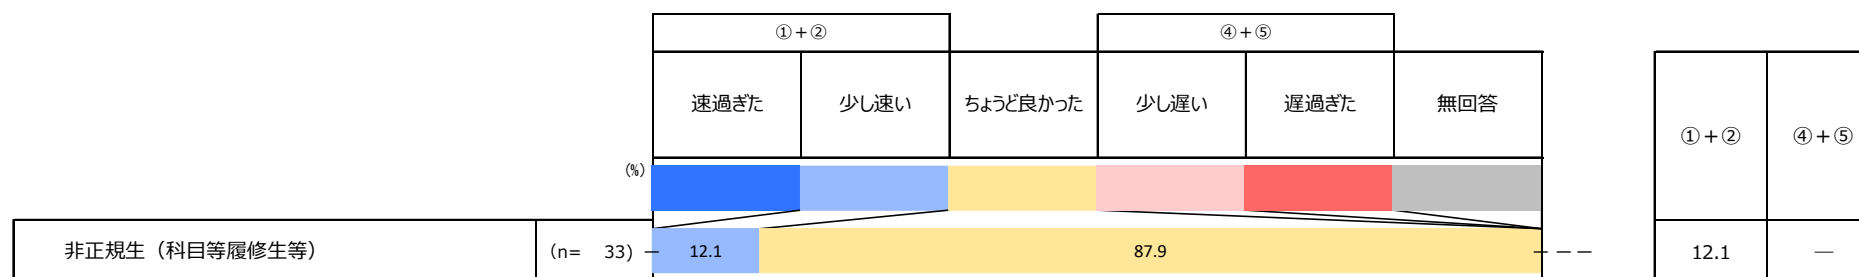 ①+② ④+⑤
速過ぎた 少し速い ちょうど良かった 少し遅い 遅過ぎた 無回答 ①+② ④+⑤
(%)
非正規生(科目等履修生等) (n= 33) - 12.1 87.9 - - - 12.1 —